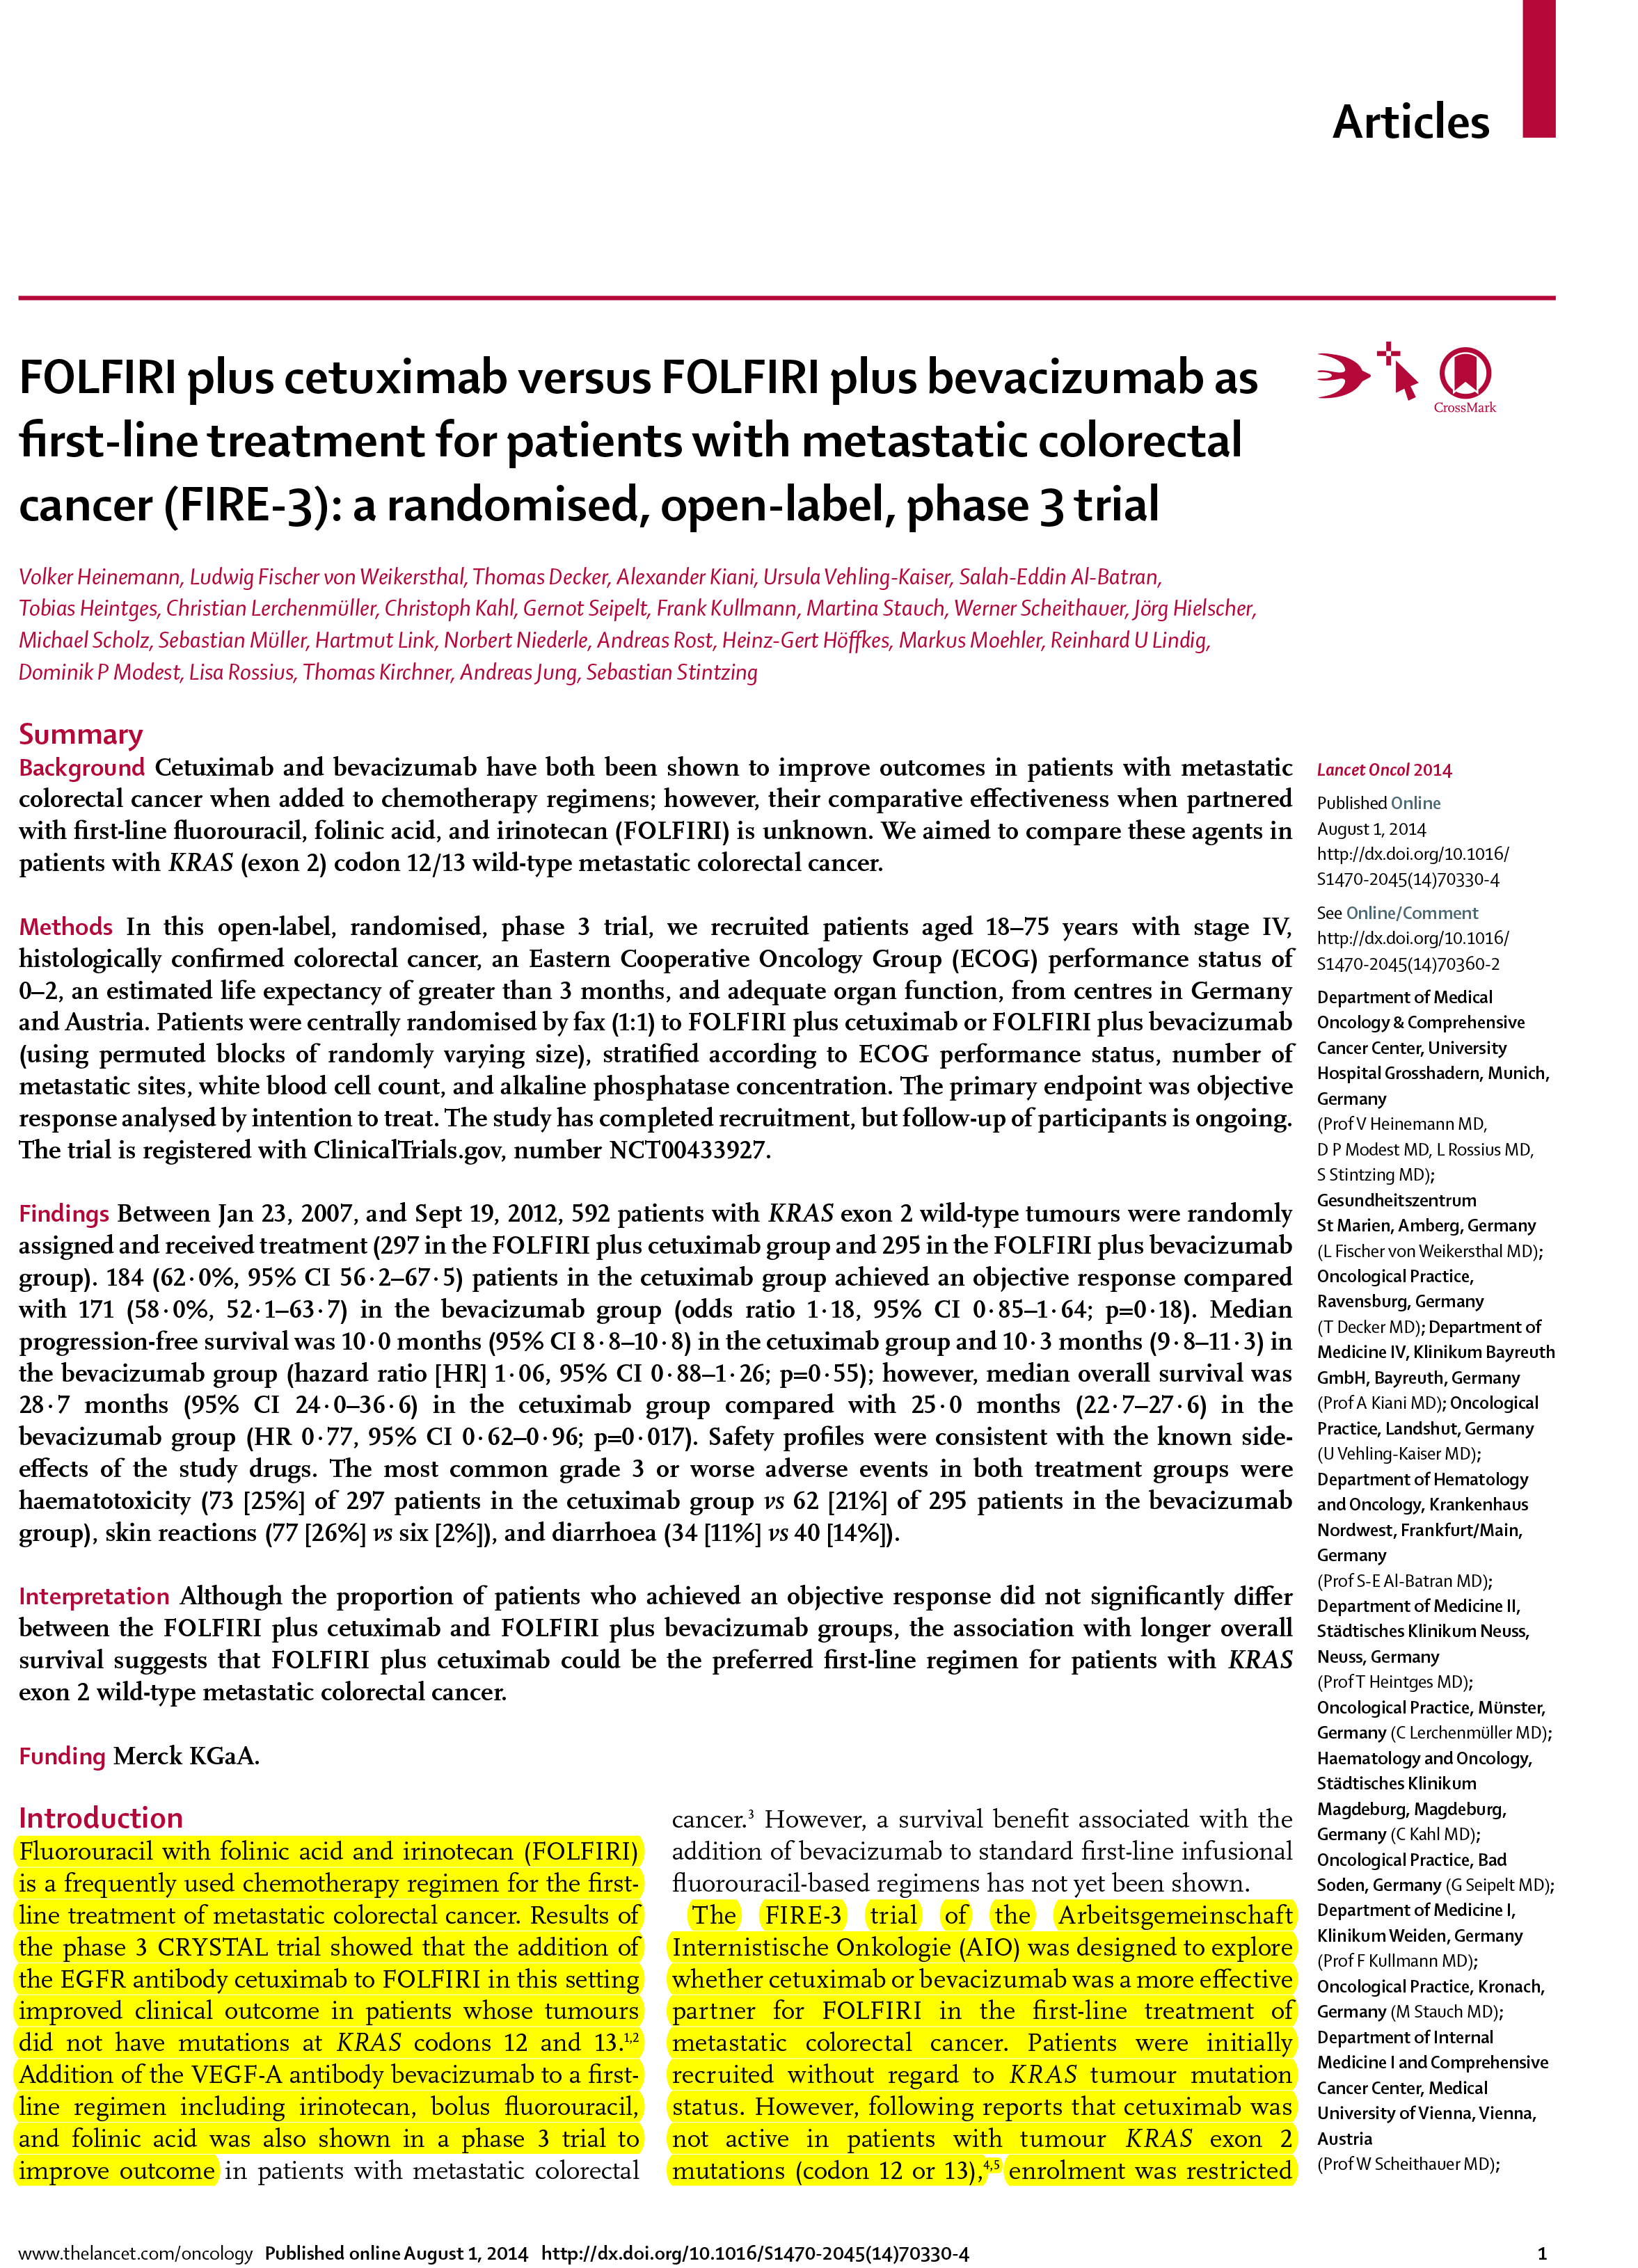 Articles
FOLFIRI plus cetuximab versus FOLFIRI plus bevacizumab as
first-line treatment for patients with metastatic colorectal
cancer (FIRE-3): a randomised, open-label, phase 3 trial
CrossMark
Volker Heinemann, Ludwig Fischer von Weikersthal, Thomas Decker, Alexander Kiani, Ursula Vehling-Kaiser, Salah-Eddin Al-Batran,
Tobias Heintges, Christian Lerchenmüller, Christoph Kahl, Gernot Seipelt, Frank Kullmann, Martina Stauch, Werner Scheithauer, Jörg Hielscher,
Michael Scholz, Sebastian Müller, Hartmut Link, Norbert Niederle, Andreas Rost, Heinz-Gert Höffkes, Markus Moehler, Reinhard U Lindig,
Dominik P Modest, Lisa Rossius, Thomas Kirchner, Andreas Jung, Sebastian Stintzing
Summary
Background Cetuximab and bevacizumab have both been shown to improve outcomes in patients with metastatic
colorectal cancer when added to chemotherapy regimens; however, their comparative effectiveness when partnered
with first-line fluorouracil, folinic acid, and irinotecan (FOLFIRI) is unknown. We aimed to compare these agents in
patients with KRAS (exon 2) codon 12/13 wild-type metastatic colorectal cancer.
Methods In this open-label, randomised, phase 3 trial, we recruited patients aged 18–75 years with stage IV,
histologically confirmed colorectal cancer, an Eastern Cooperative Oncology Group (ECOG) performance status of
0–2, an estimated life expectancy of greater than 3 months, and adequate organ function, from centres in Germany
and Austria. Patients were centrally randomised by fax (1:1) to FOLFIRI plus cetuximab or FOLFIRI plus bevacizumab
(using permuted blocks of randomly varying size), stratified according to ECOG performance status, number of
metastatic sites, white blood cell count, and alkaline phosphatase concentration. The primary endpoint was objective
response analysed by intention to treat. The study has completed recruitment, but follow-up of participants is ongoing.
The trial is registered with ClinicalTrials.gov, number NCT00433927.
Findings Between Jan 23, 2007, and Sept 19, 2012, 592 patients with KRAS exon 2 wild-type tumours were randomly
assigned and received treatment (297 in the FOLFIRI plus cetuximab group and 295 in the FOLFIRI plus bevacizumab
group). 184 (62·0%, 95% CI 56·2–67·5) patients in the cetuximab group achieved an objective response compared
with 171 (58·0%, 52·1–63·7) in the bevacizumab group (odds ratio 1·18, 95% CI 0·85–1·64; p=0·18). Median
progression-free survival was 10·0 months (95% CI 8·8–10·8) in the cetuximab group and 10·3 months (9·8–11·3) in
the bevacizumab group (hazard ratio [HR] 1·06, 95% CI 0·88–1·26; p=0·55); however, median overall survival was
28·7 months (95% CI 24·0–36·6) in the cetuximab group compared with 25·0 months (22·7–27·6) in the
bevacizumab group (HR 0·77, 95% CI 0·62–0·96; p=0·017). Safety profiles were consistent with the known side-
effects of the study drugs. The most common grade 3 or worse adverse events in both treatment groups were
haematotoxicity (73 [25%] of 297 patients in the cetuximab group vs 62 [21%] of 295 patients in the bevacizumab
group), skin reactions (77 [26%] vs six [2%]), and diarrhoea (34 [11%] vs 40 [14%]).
Interpretation Although the proportion of patients who achieved an objective response did not significantly differ
between the FOLFIRI plus cetuximab and FOLFIRI plus bevacizumab groups, the association with longer overall
survival suggests that FOLFIRI plus cetuximab could be the preferred first-line regimen for patients with KRAS
exon 2 wild-type metastatic colorectal cancer.
Funding Merck KGaA.
Introduction
Fluorouracil with folinic acid and irinotecan (FOLFIRI)
is a frequently used chemotherapy regimen for the first-
line treatment of metastatic colorectal cancer. Results of
the phase 3 CRYSTAL trial showed that the addition of
the EGFR antibody cetuximab to FOLFIRI in this setting
improved clinical outcome in patients whose tumours
did not have mutations at KRAS codons 12 and 13.1,2
Addition of the VEGF-A antibody bevacizumab to a first-
line regimen including irinotecan, bolus fluorouracil,
and folinic acid was also shown in a phase 3 trial to
improve outcome in patients with metastatic colorectal
cancer.3 However, a survival benefit associated with the
addition of bevacizumab to standard first-line infusional
fluorouracil-based regimens has not yet been shown.
The FIRE-3 trial of the Arbeitsgemeinschaft
Internistische Onkologie (AIO) was designed to explore
whether cetuximab or bevacizumab was a more effective
partner for FOLFIRI in the first-line treatment of
metastatic colorectal cancer. Patients were initially
recruited without regard to KRAS tumour mutation
status. However, following reports that cetuximab was
not active in patients with tumour KRAS exon 2
mutations (codon 12 or 13),4,5 enrolment was restricted
Lancet Oncol 2014
Published Online
August 1, 2014
http://dx.doi.org/10.1016/
S1470-2045(14)70330-4
See Online/Comment
http://dx.doi.org/10.1016/
S1470-2045(14)70360-2
Department of Medical
Oncology & Comprehensive
Cancer Center, University
Hospital Grosshadern, Munich,
Germany
(Prof V Heinemann MD,
D P Modest MD, L Rossius MD,
S Stintzing MD);
Gesundheitszentrum
St Marien, Amberg, Germany
(L Fischer von Weikersthal MD);
Oncological Practice,
Ravensburg, Germany
(T Decker MD); Department of
Medicine IV, Klinikum Bayreuth
GmbH, Bayreuth, Germany
(Prof A Kiani MD); Oncological
Practice, Landshut, Germany
(U Vehling-Kaiser MD);
Department of Hematology
and Oncology, Krankenhaus
Nordwest, Frankfurt/Main,
Germany
(Prof S-E Al-Batran MD);
Department of Medicine II,
Städtisches Klinikum Neuss,
Neuss, Germany
(Prof T Heintges MD);
Oncological Practice, Münster,
Germany (C Lerchenmüller MD);
Haematology and Oncology,
Städtisches Klinikum
Magdeburg, Magdeburg,
Germany (C Kahl MD);
Oncological Practice, Bad
Soden, Germany (G Seipelt MD);
Department of Medicine I,
Klinikum Weiden, Germany
(Prof F Kullmann MD);
Oncological Practice, Kronach,
Germany (M Stauch MD);
Department of Internal
Medicine I and Comprehensive
Cancer Center, Medical
University of Vienna, Vienna,
Austria
(Prof W Scheithauer MD);
www.thelancet.com/oncology Published online August 1, 2014 http://dx.doi.org/10.1016/S1470-2045(14)70330-4
1